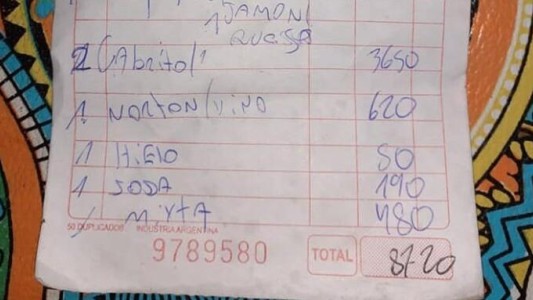 1 JAMON/
QUESO
2 CABrito/ 3650
1 NORTON/VINO 620
1 HiElO 50
1 SODA 190
/ MiXTA 480
50 DUPLICADOS INDUSTRIA ARGENTINA
9789580 TOTAL 8720